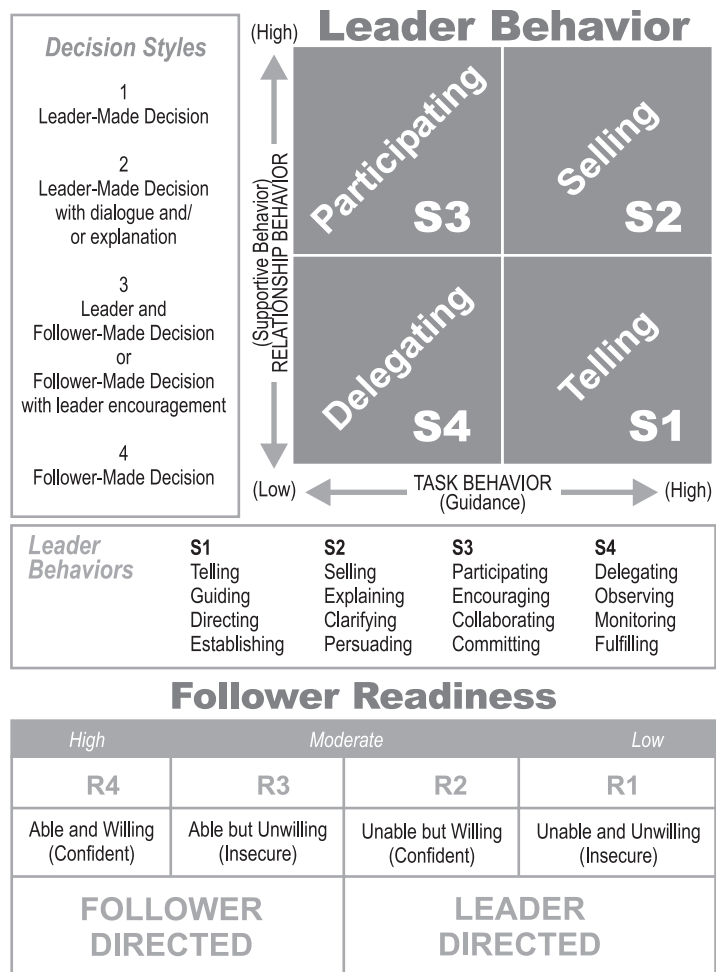 Leader Behavior
Decision Styles
1
Leader-Made Decision
2
Leader-Made Decision
with dialogue and/
or explanation
3
Leader and
Follower-Made Decision
or
Follower-Made Decision
with leader encouragement
4
Follower-Made Decision
(High)
(Supportive Behavior)
RELATIONSHIP BEHAVIOR
(Low)
Participating
S3
Selling
S2
Delegating
S4
Telling
S1
TASK BEHAVIOR
(Guidance)
(High)
Leader
Behaviors
S1
Telling
Guiding
Directing
Establishing
S2
Selling
Explaining
Clarifying
Persuading
S3
Participating
Encouraging
Collaborating
Committing
S4
Delegating
Observing
Monitoring
Fulfilling
Follower Readiness
High Moderate Low
R4 R3 R2 R1
Able and Willing
(Confident)
Able but Unwilling
(Insecure)
Unable but Willing
(Confident)
Unable and Unwilling
(Insecure)
FOLLOWER
DIRECTED
LEADER
DIRECTED